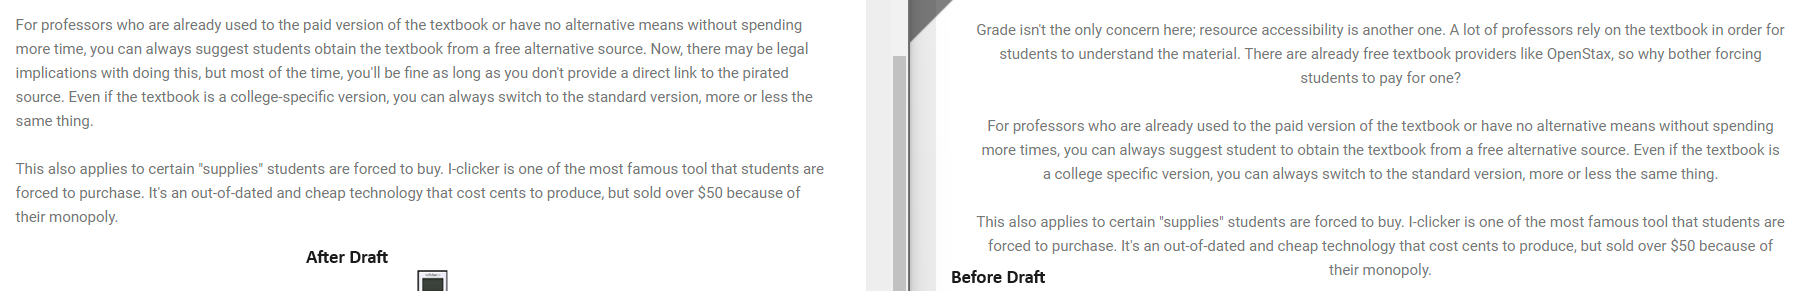 For professors who are already used to the paid version of the textbook or have no alternative means without spending
more time, you can always suggest students obtain the textbook from a free alternative source. Now, there may be legal
implications with doing this, but most of the time, you'll be fine as long as you don't provide a direct link to the pirated
source. Even if the textbook is a college-specific version, you can always switch to the standard version, more or less the
same thing.
This also applies to certain "supplies" students are forced to buy. I-clicker is one of the most famous tool that students are
forced to purchase. It's an out-of-dated and cheap technology that cost cents to produce, but sold over $50 because of
their monopoly.
After Draft
Grade isn't the only concern here; resource accessibility is another one. A lot of professors rely on the textbook in order for
students to understand the material. There are already free textbook providers like OpenStax, so why bother forcing
students to pay for one?
For professors who are already used to the paid version of the textbook or have no alternative means without spending
more times, you can always suggest student to obtain the textbook from a free alternative source. Even if the textbook is
a college specific version, you can always switch to the standard version, more or less the same thing.
This also applies to certain "supplies" students are forced to buy. I-clicker is one of the most famous tool that students are
forced to purchase. It's an out-of-dated and cheap technology that cost cents to produce, but sold over $50 because of
their monopoly.
Before Draft